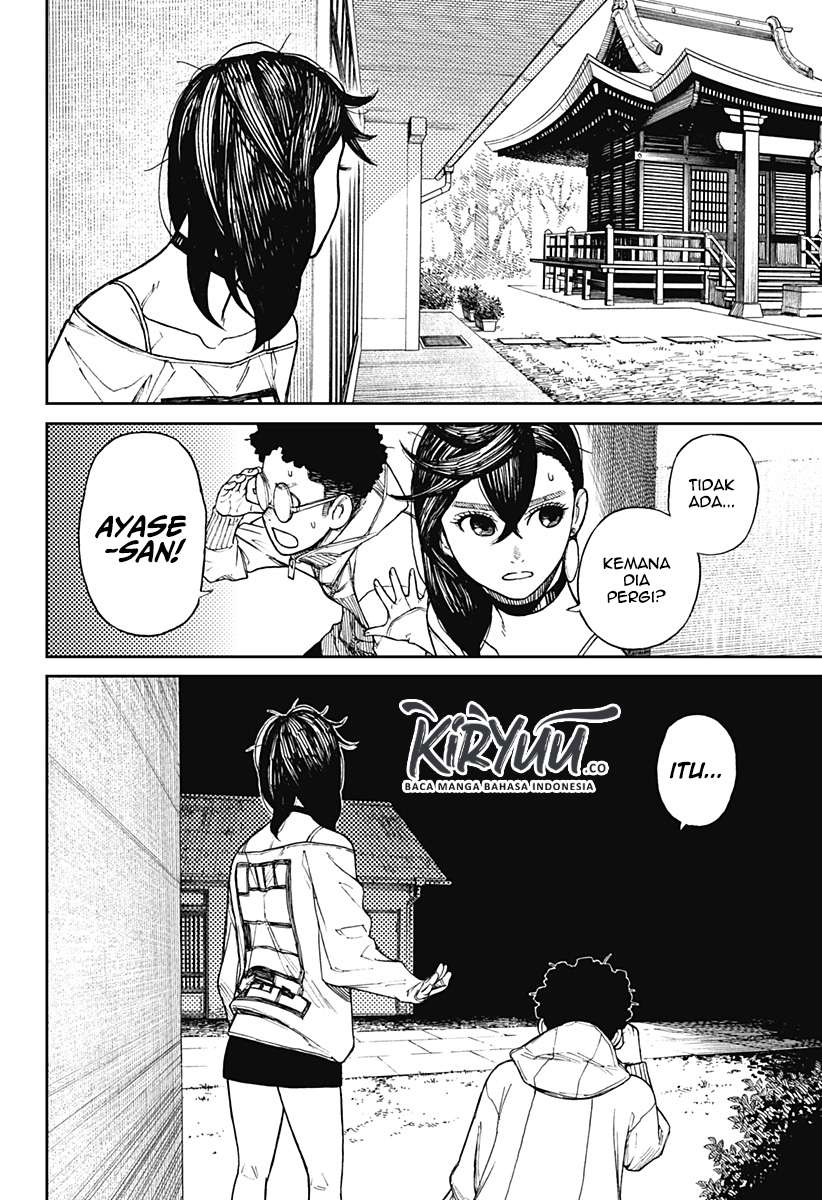 TIDAK
ADA...
KEMANA
DIA
PERGI?
AYASE
-SAN!
KIRYUU.CO
BACA MANGA BAHASA INDONESIA
ITU...